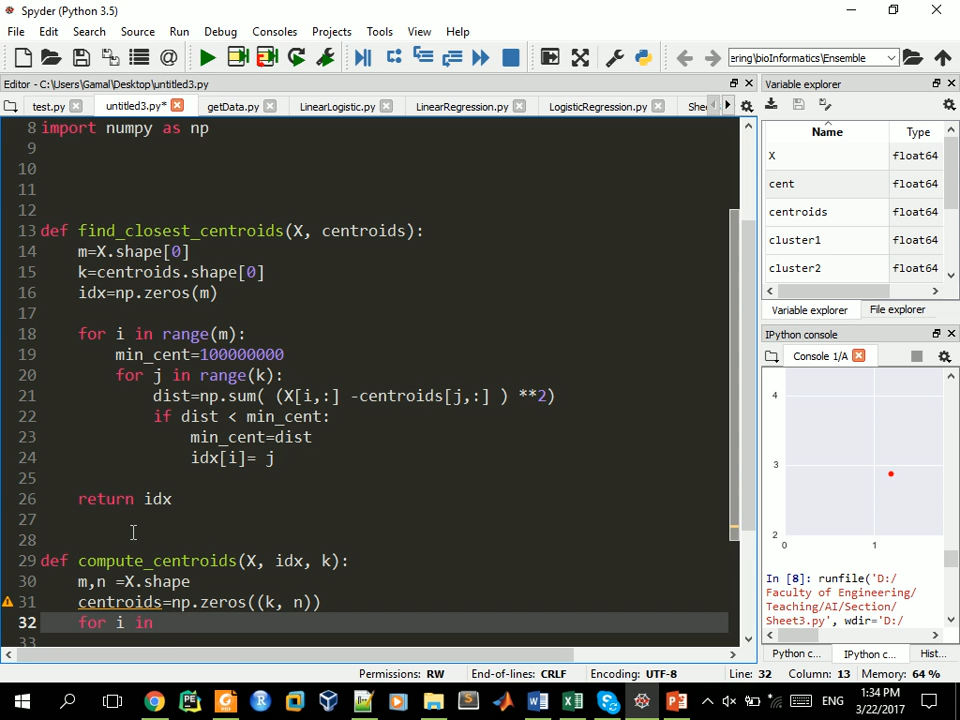 Spyder (Python 3.5)
File Edit Search Source Run Debug Consoles Projects Tools View Help
ering\bioInformatics\Ensemble
Editor - C:\Users\Gamal\Desktop\untitled3.py
Variable explorer
test.py untitled3.py* getData.py LinearLogistic.py LinearRegression.py LogisticRegression.py Shee
Name Type
X float64
cent float64
centroids float64
cluster1 float64
cluster2 float64
Variable explorer File explorer
IPython console
Console 1/A
8 import numpy as np
9
10
11
12
13 def find_closest_centroids(X, centroids):
14 m=X.shape[0]
15 k=centroids.shape[0]
16 idx=np.zeros(m)
17
18 for i in range(m):
19 min_cent=100000000
20 for j in range(k):
21 dist=np.sum( (X[i,:] -centroids[j,:] ) **2)
22 if dist < min_cent:
23 min_cent=dist
24 idx[i]= j
25
26 return idx
27
28
29 def compute_centroids(X, idx, k):
30 m,n =X.shape
31 centroids=np.zeros((k, n))
32 for i in
33
4
3
2
0 1
In [8]: runfile('D:/
Faculty of Engineering/
Teaching/AI/Section/
Sheet3.py', wdir='D:/
Python c... IPython c... Hist...
Permissions: RW End-of-lines: CRLF Encoding: UTF-8 Line: 32 Column: 13 Memory: 64 %
ENG
1:34 PM
3/22/2017